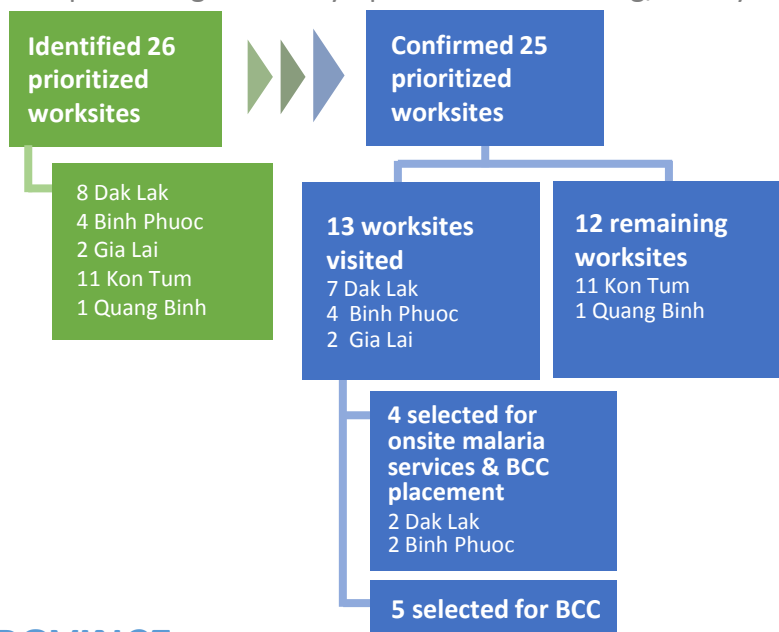 Identified 26
prioritized
worksites
Confirmed 25
prioritized
worksites
8 Dak Lak
4 Binh Phuoc
2 Gia Lai
11 Kon Tum
1 Quang Binh
13 worksites
visited
7 Dak Lak
4 Binh Phuoc
2 Gia Lai
12 remaining
worksites
11 Kon Tum
1 Quang Binh
4 selected for
onsite malaria
services & BCC
placement
2 Dak Lak
2 Binh Phuoc
5 selected for BCC